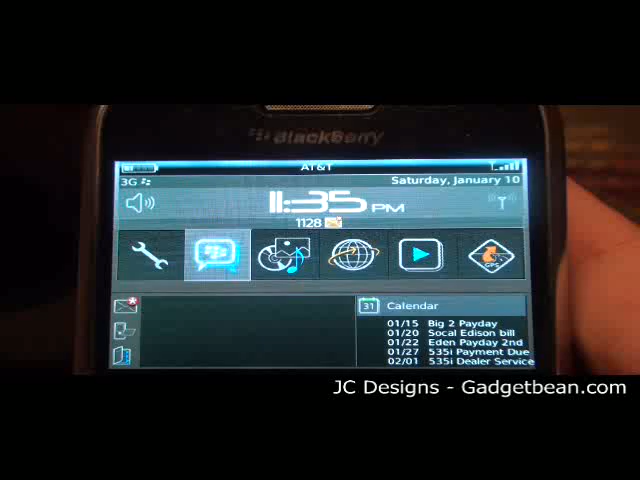 BlackBerry
AT&T
3G
Saturday, January 10
11:35 PM
1128
GPS
31 Calendar
01/15 Big 2 Payday
01/20 Socal Edison bill
01/22 Eden Payday 2nd
01/27 535i Payment Due
02/01 535i Dealer Service
JC Designs - Gadgetbean.com